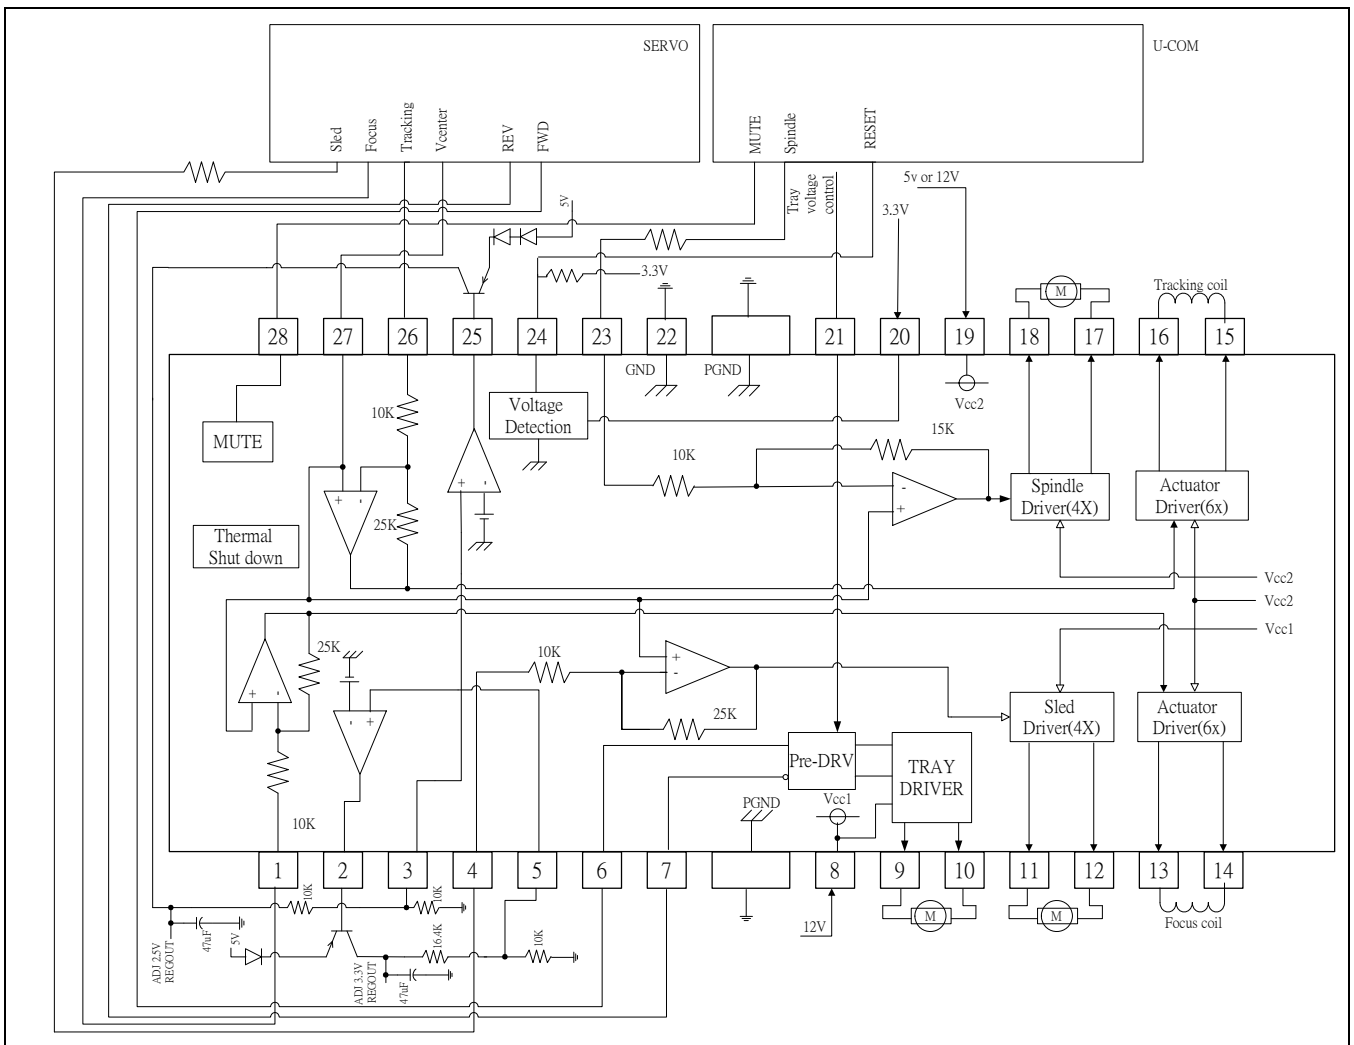 SERVO
U-COM
Sled
Focus
Tracking
Vcenter
REV
FWD
MUTE
Spindle
RESET
Tray
voltage
control
5v or 12V
3.3V
5V
3.3V
M
Tracking coil
28
27
26
25
24
23
22
21
20
19
18
17
16
15
GND
PGND
Vcc2
MUTE
10K
Voltage
Detection
15K
10K
+
-
+
-
-
+
Spindle
Driver(4X)
Actuator
Driver(6x)
25K
Thermal
Shut down
Vcc2
Vcc2
Vcc1
25K
10K
+
-
+
-
-
+
25K
Sled
Driver(4X)
Actuator
Driver(6x)
Pre-DRV
TRAY
DRIVER
Vcc1
PGND
10K
1
2
3
4
5
6
7
8
9
10
11
12
13
14
10K
10K
M
M
Focus coil
12V
ADJ 2.5V
REGOUT
47uF
5V
ADJ 3.3V
REGOUT
47uF
16.4K
10K